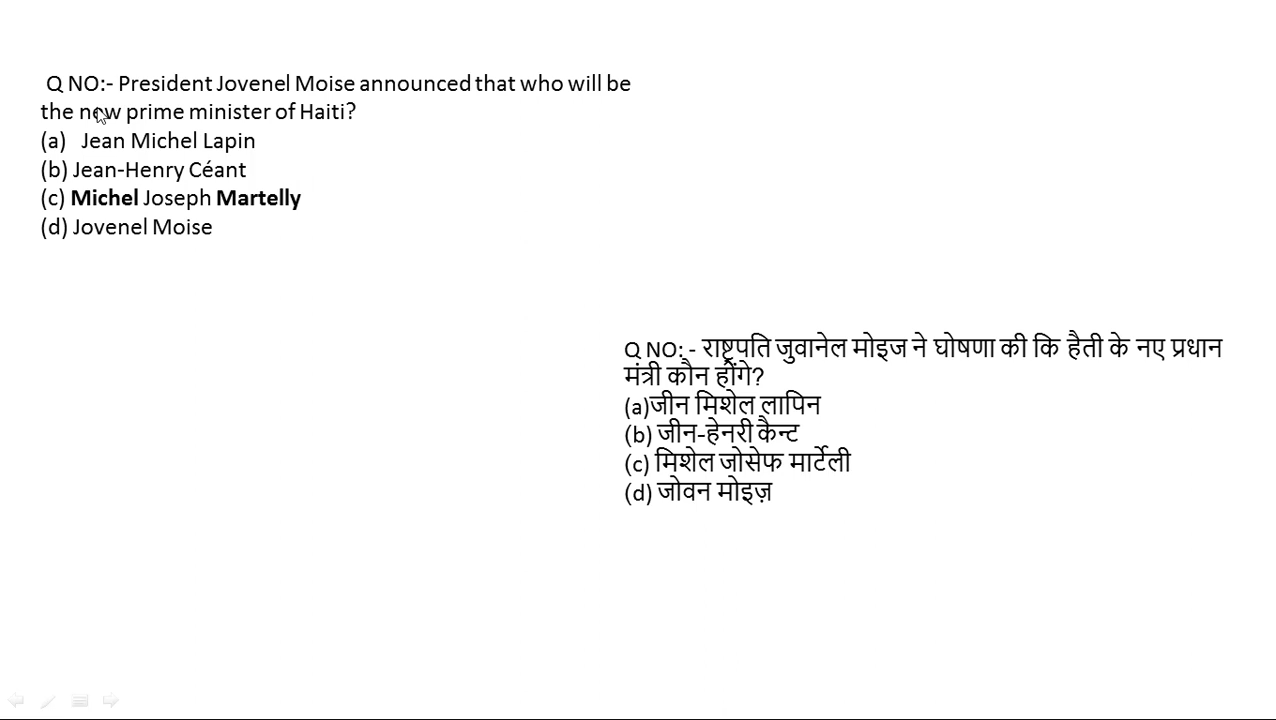 Q NO:- President Jovenel Moise announced that who will be
the new prime minister of Haiti?
(a) Jean Michel Lapin
(b) Jean-Henry Céant
(c) Michel Joseph Martelly
(d) Jovenel Moise
Q NO: - राष्ट्रपति जुवानेल मोइज ने घोषणा की कि हैती के नए प्रधान
मंत्री कौन होंगे?
(a)जीन मिशेल लापिन
(b) जीन-हेनरी कैन्ट
(c) मिशेल जोसेफ मार्टेली
(d) जोवन मोइज़